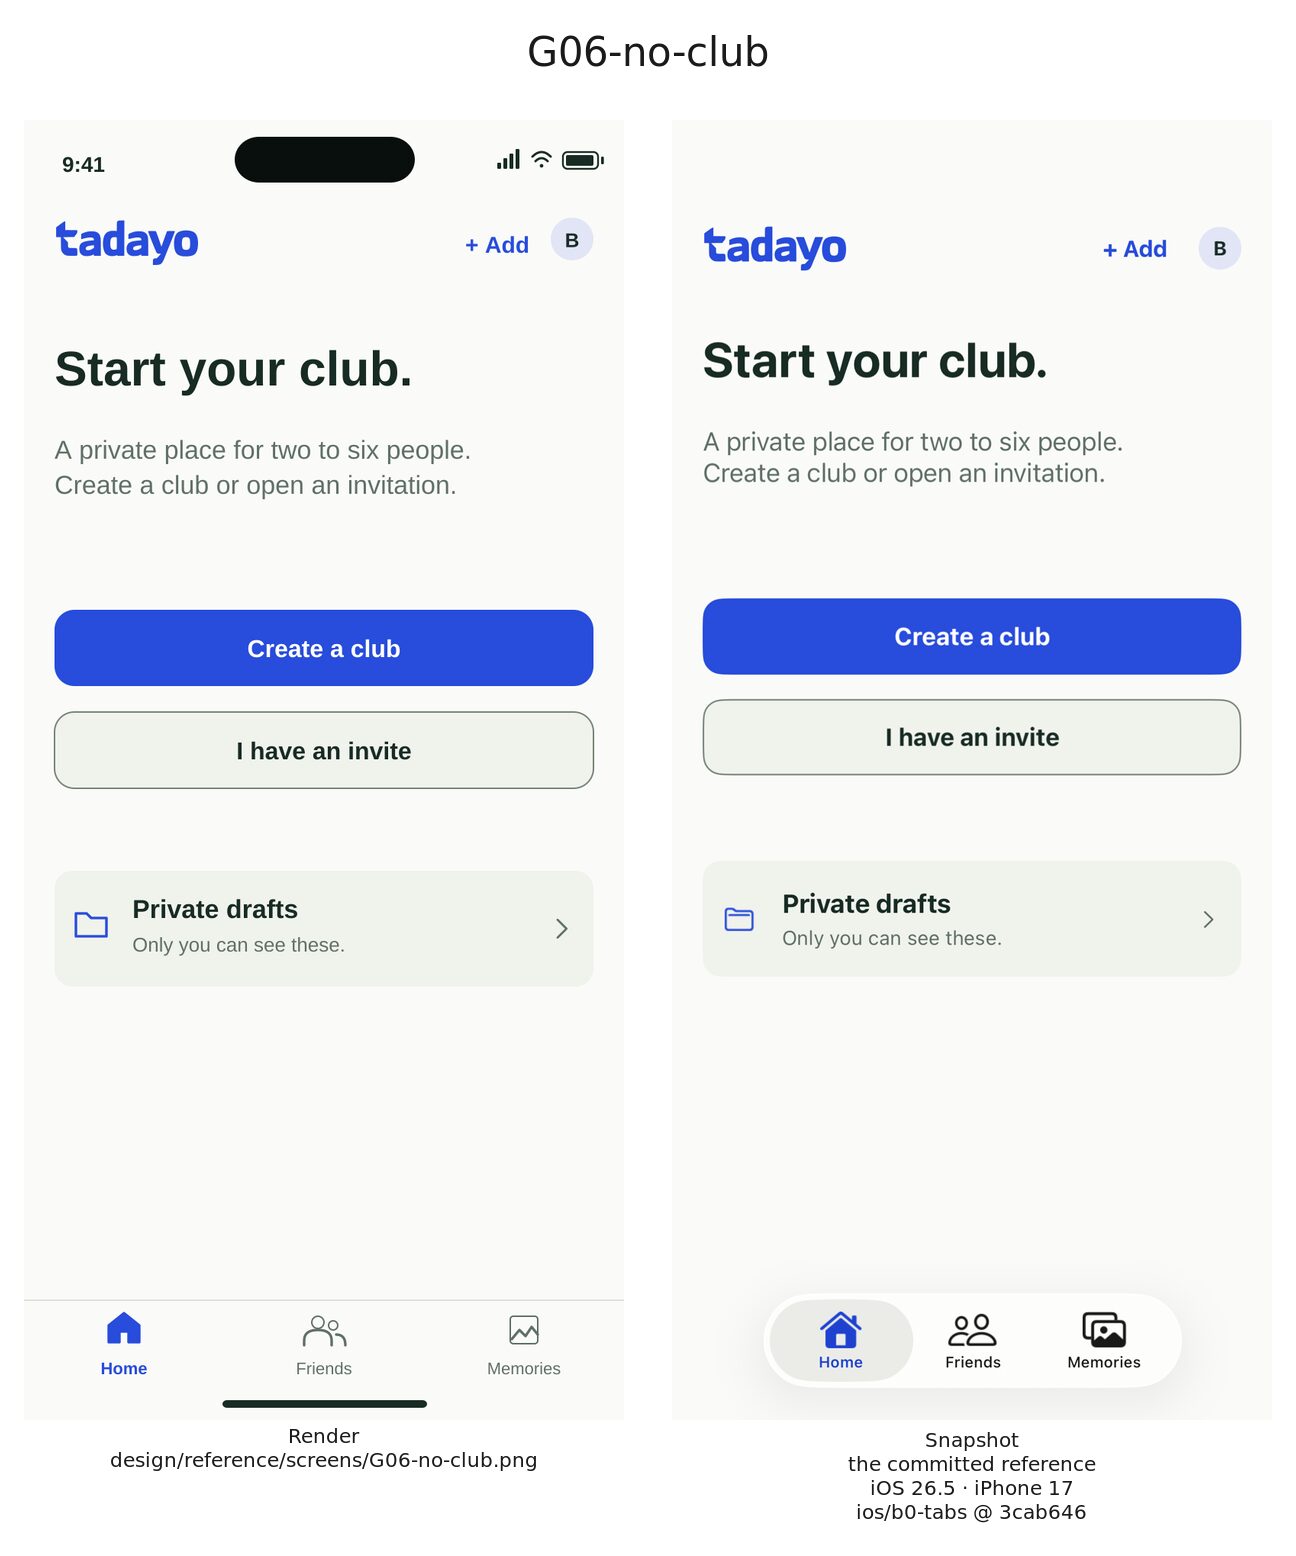 G06-no-club
9:41
tadayo
+ Add
B
Start your club.
A private place for two to six people.
Create a club or open an invitation.
Create a club
I have an invite
Private drafts
Only you can see these.
Home
Friends
Memories
Render
design/reference/screens/G06-no-club.png
tadayo
+ Add
B
Start your club.
A private place for two to six people.
Create a club or open an invitation.
Create a club
I have an invite
Private drafts
Only you can see these.
Home
Friends
Memories
Snapshot
the committed reference
iOS 26.5 · iPhone 17
ios/b0-tabs @ 3cab646